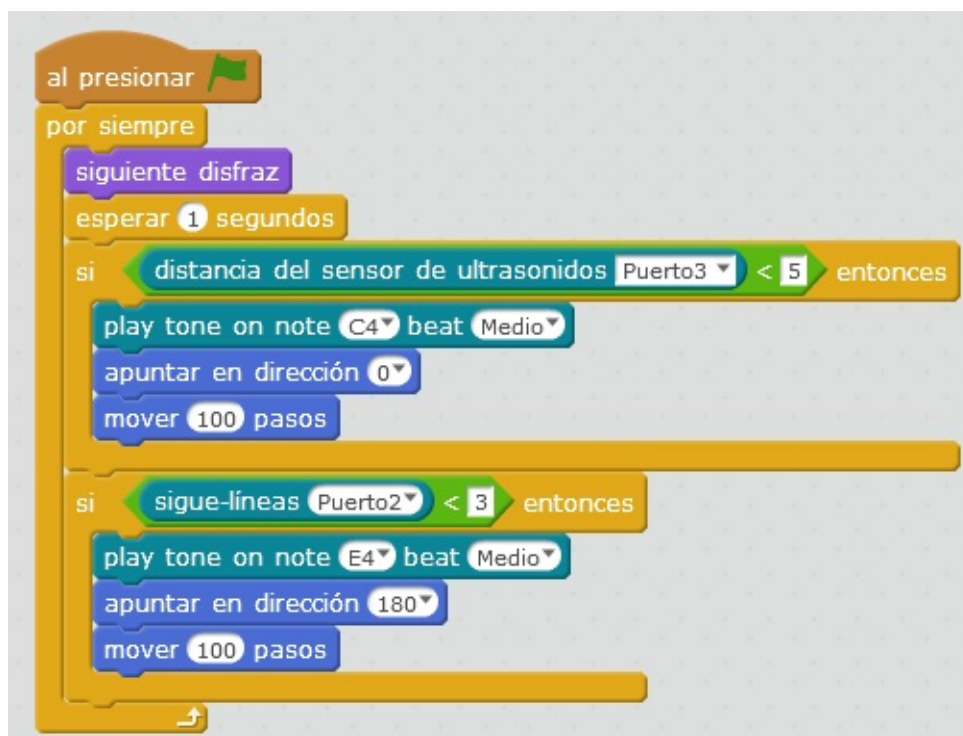 al presionar
por siempre
siguiente disfraz
esperar 1 segundos
si distancia del sensor de ultrasonidos Puerto3 < 5 entonces
play tone on note C4 beat Medio
apuntar en dirección 0
mover 100 pasos
si sigue-líneas Puerto2 < 3 entonces
play tone on note E4 beat Medio
apuntar en dirección 180
mover 100 pasos